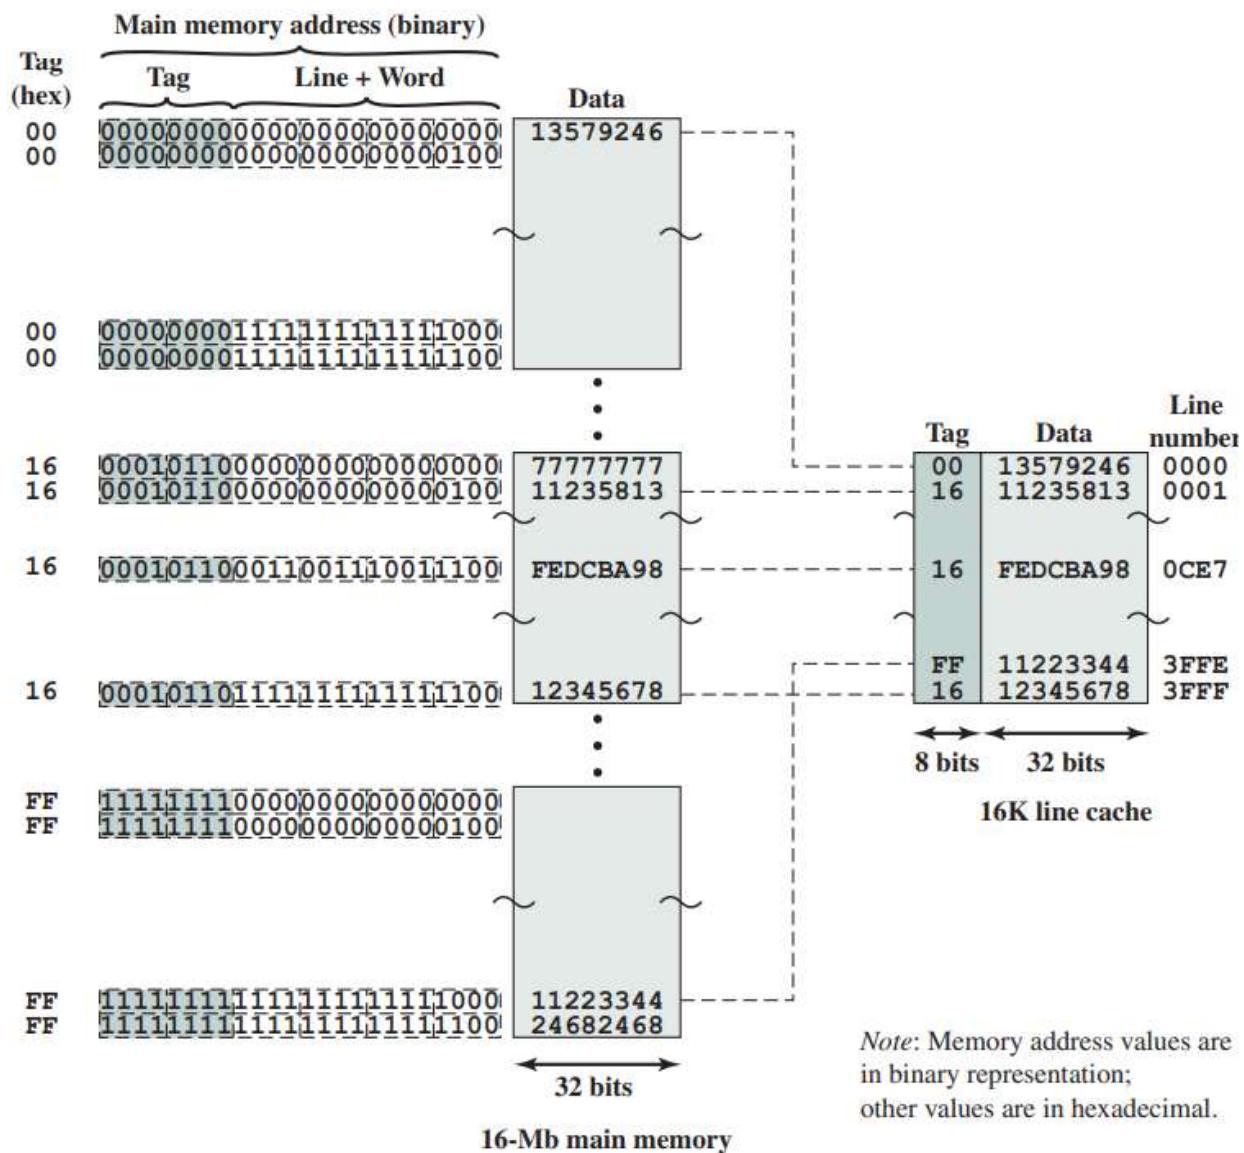 Main memory address (binary)
Tag (hex)
Tag
Line + Word
Data
00 000000000000000000000000 13579246
00 000000000000000000000100
00 000000001111111111111000
00 000000001111111111111100
Tag Data Line number
16 000101100000000000000000 77777777
00 13579246 0000
16 000101100000000000000100 11235813
16 11235813 0001
16 000101100011001110011100 FEDCBA98
16 FEDCBA98 0CE7
FF 11223344 3FFE
16 000101101111111111111100 12345678
16 12345678 3FFF
8 bits 32 bits
16K line cache
FF 111111110000000000000000
FF 111111110000000000000100
FF 111111111111111111111000 11223344
FF 111111111111111111111100 24682468
32 bits
16-Mb main memory
Note: Memory address values are
in binary representation;
other values are in hexadecimal.